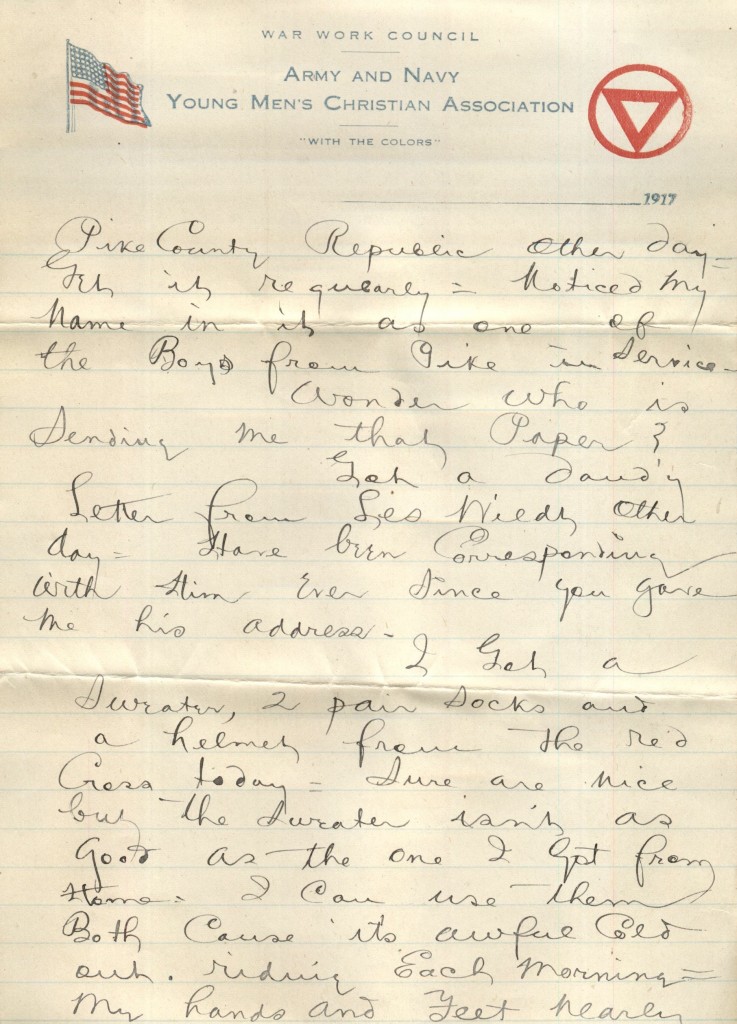 WAR WORK COUNCIL
ARMY AND NAVY
YOUNG MEN'S CHRISTIAN ASSOCIATION
"WITH THE COLORS"
1917
Pike County Republic other day =
Get it regularly = Noticed my
Name in it as one of
the Boys from Pike in Service -
Wonder who is
Sending me that Paper?
Got a dandy
Letter from Les other
day = Have been Corresponding
with Him Ever Since you gave
me his address -
I Got a
Sweater, 2 pair Socks and
a helmet from the red
Cross today = Sure are nice
but the Sweater isn't as
Good as the one I Got from
Home = I Can use them
Both Cause its awful Cold
out. riding Each Morning =
My hands and Feet Nearly